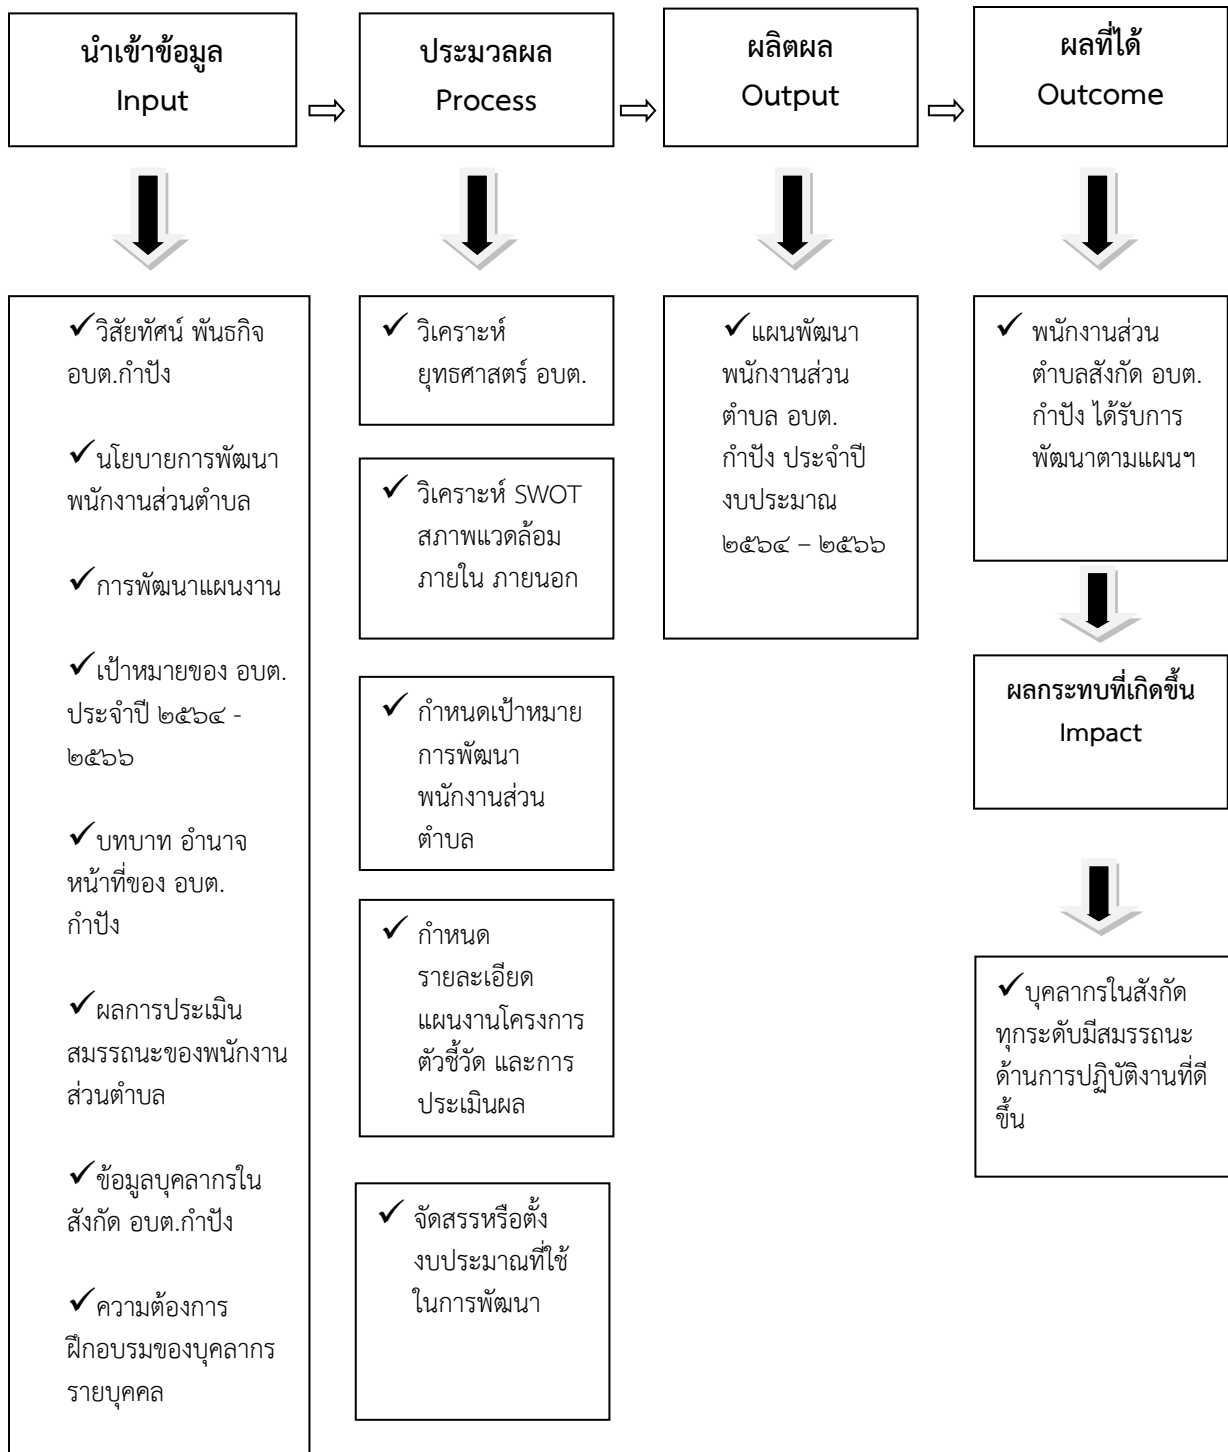 นำเข้าข้อมูล
Input
ประมวลผล
Process
ผลิตผล
Output
ผลที่ได้
Outcome
✓วิสัยทัศน์ พันธกิจ
อบต.กำปัง
✓นโยบายการพัฒนา
พนักงานส่วนตำบล
✓การพัฒนาแผนงาน
✓เป้าหมายของ อบต.
ประจำปี ๒๕๖๔ -
๒๕๖๖
✓บทบาท อำนาจ
หน้าที่ของ อบต.
กำปัง
✓ผลการประเมิน
สมรรถนะของพนักงาน
ส่วนตำบล
✓ข้อมูลบุคลากรใน
สังกัด อบต.กำปัง
✓ความต้องการ
ฝึกอบรมของบุคลากร
รายบุคคล
✓ วิเคราะห์
ยุทธศาสตร์ อบต.
✓ วิเคราะห์ SWOT
สภาพแวดล้อม
ภายใน ภายนอก
✓ กำหนดเป้าหมาย
การพัฒนา
พนักงานส่วน
ตำบล
✓ กำหนด
รายละเอียด
แผนงานโครงการ
ตัวชี้วัด และการ
ประเมินผล
✓ จัดสรรหรือตั้ง
งบประมาณที่ใช้
ในการพัฒนา
✓แผนพัฒนา
พนักงานส่วน
ตำบล อบต.
กำปัง ประจำปี
งบประมาณ
๒๕๖๔ – ๒๕๖๖
✓ พนักงานส่วน
ตำบลสังกัด อบต.
กำปัง ได้รับการ
พัฒนาตามแผนฯ
ผลกระทบที่เกิดขึ้น
Impact
✓บุคลากรในสังกัด
ทุกระดับมีสมรรถนะ
ด้านการปฏิบัติงานที่ดี
ขึ้น